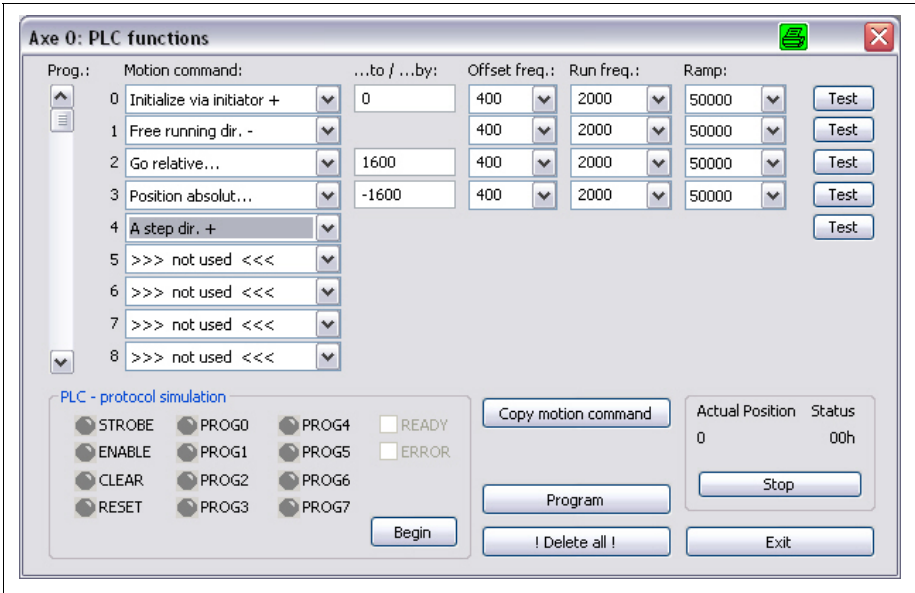 Axe 0: PLC functions
Prog.: Motion command: ...to / ...by: Offset freq.: Run freq.: Ramp:
0 Initialize via initiator + 0 400 2000 50000 Test
1 Free running dir. - 400 2000 50000 Test
2 Go relative... 1600 400 2000 50000 Test
3 Position absolut... -1600 400 2000 50000 Test
4 A step dir. + Test
5 >>> not used <<<
6 >>> not used <<<
7 >>> not used <<<
8 >>> not used <<<
PLC - protocol simulation
STROBE PROG0 PROG4 READY
ENABLE PROG1 PROG5 ERROR
CLEAR PROG2 PROG6
RESET PROG3 PROG7
Begin
Copy motion command
Program
! Delete all !
Actual Position Status
0 00h
Stop
Exit